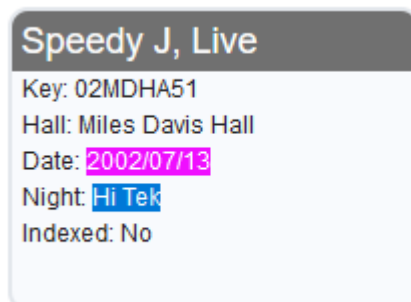 Speedy J, Live
Key: 02MDHA51
Hall: Miles Davis Hall
Date: 2002/07/13
Night: Hi Tek
Indexed: No